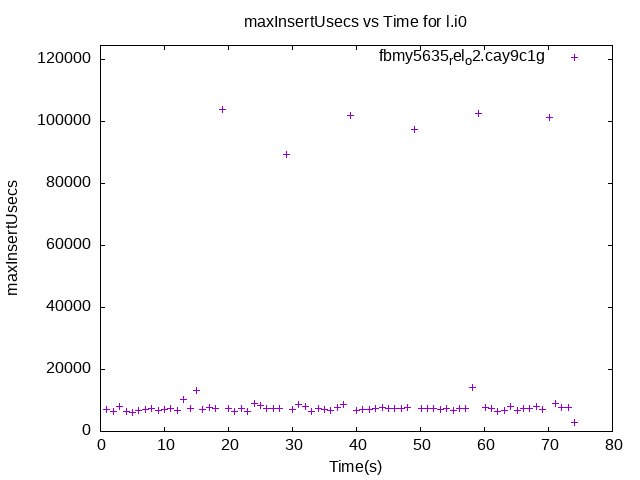 maxInsertUsecs vs Time for l.i0
fbmy5635relo2.cay9c1g
120000
100000
80000
60000
40000
20000
0
maxInsertUsecs
0 10 20 30 40 50 60 70 80
Time(s)